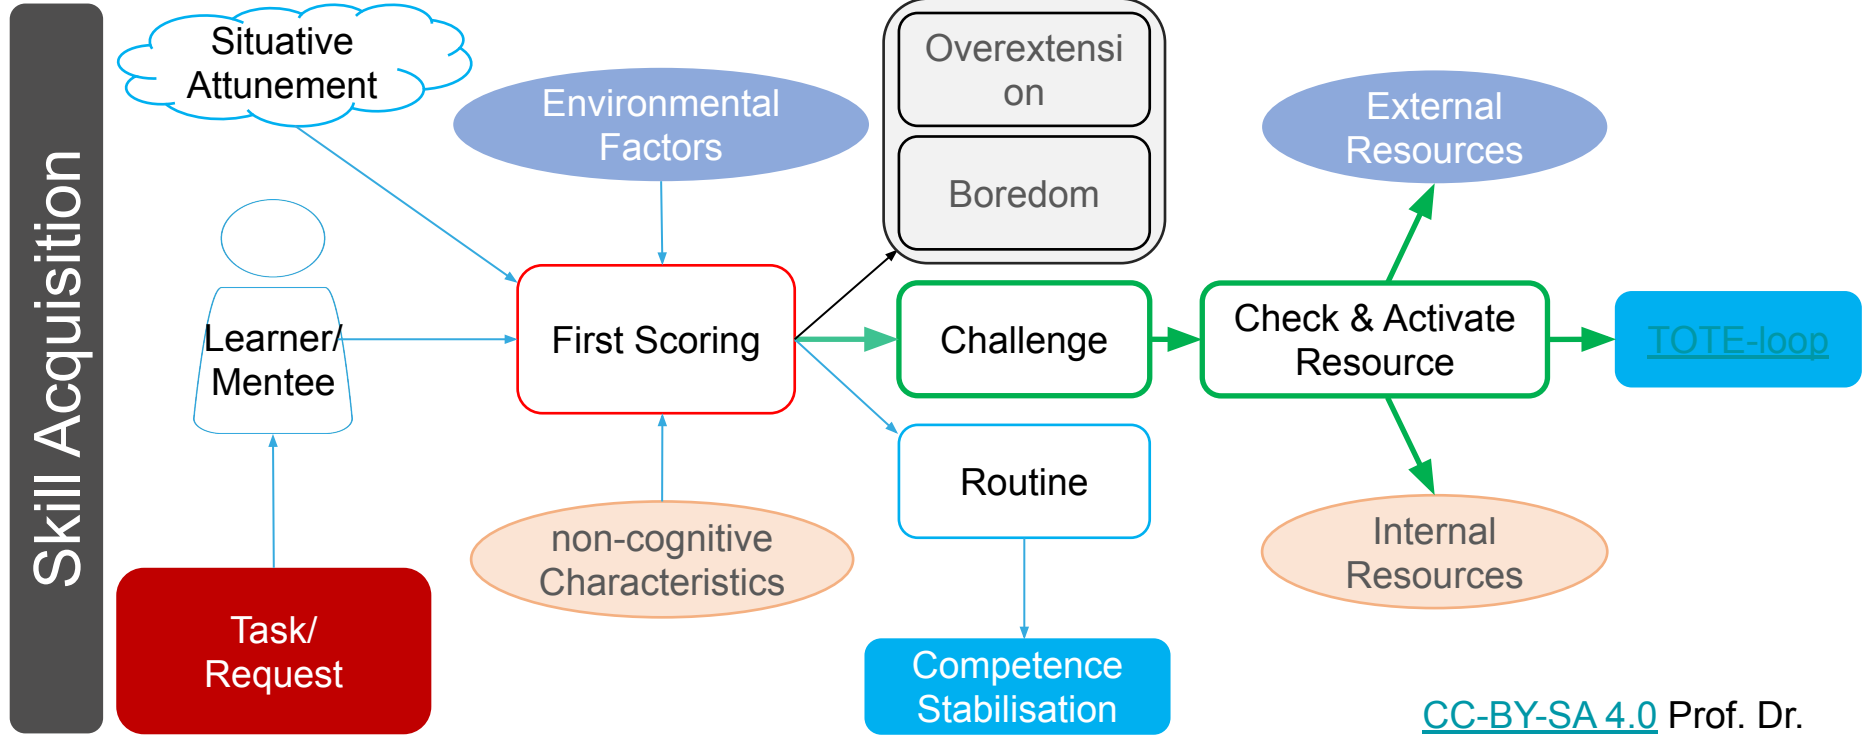 Skill Acquisition
Situative
Attunement
Environmental
Factors
Overextensi
on
Boredom
External
Resources
Learner/
Mentee
First Scoring
Challenge
Check & Activate
Resource
TOTE-loop
Routine
non-cognitive
Characteristics
Internal
Resources
Task/
Request
Competence
Stabilisation
CC-BY-SA 4.0 Prof. Dr.